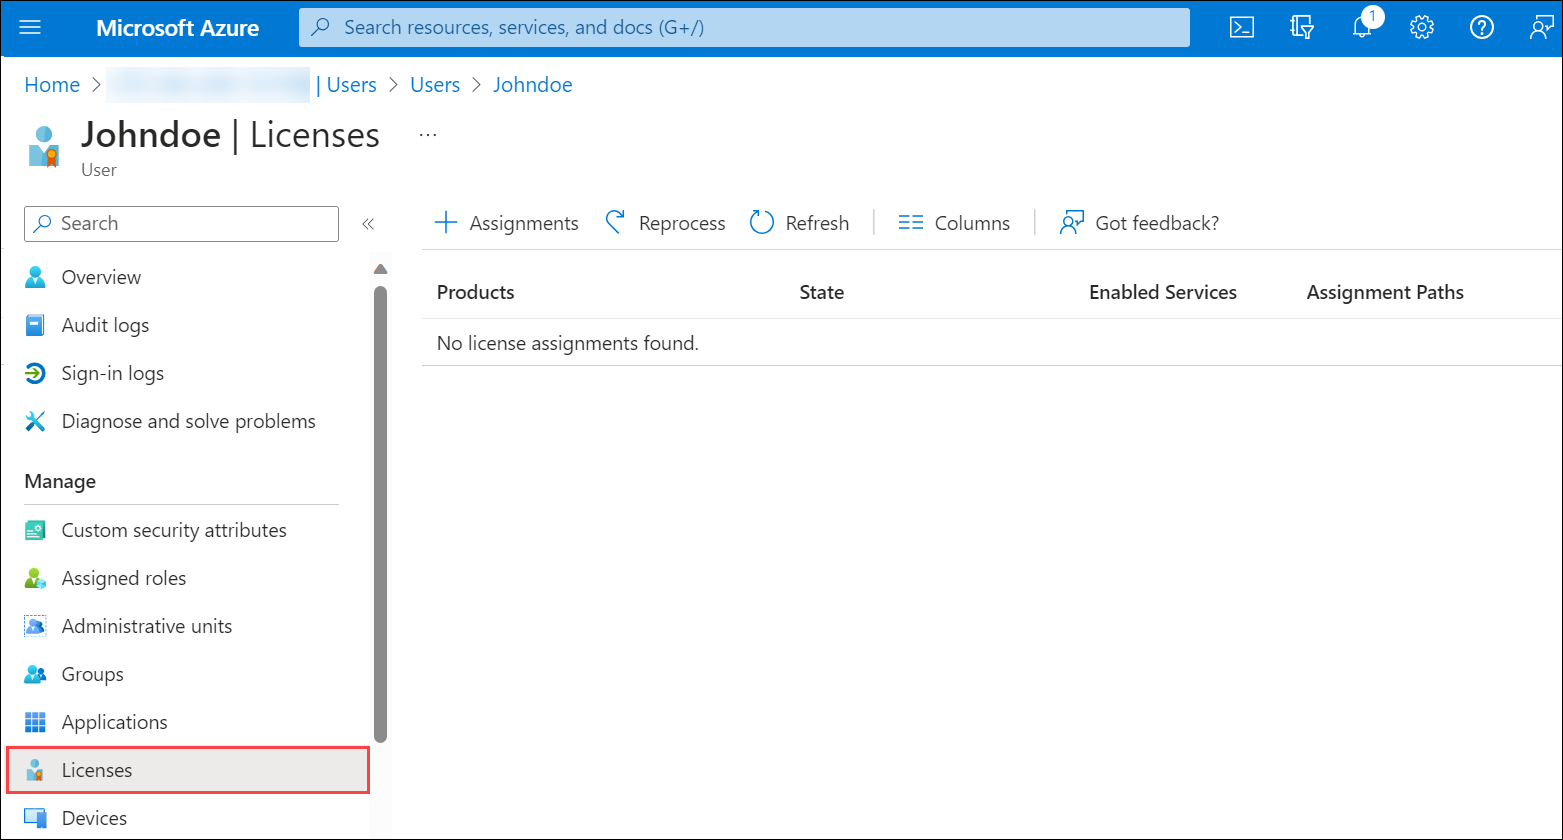 Microsoft Azure
Search resources, services, and docs (G+/)
1
Home > | Users > Users > Johndoe
Johndoe | Licenses ...
User
Search
«
Assignments
Reprocess
Refresh
Columns
Got feedback?
Overview
Audit logs
Sign-in logs
Diagnose and solve problems
Manage
Custom security attributes
Assigned roles
Administrative units
Groups
Applications
Licenses
Devices
Products State Enabled Services Assignment Paths
No license assignments found.